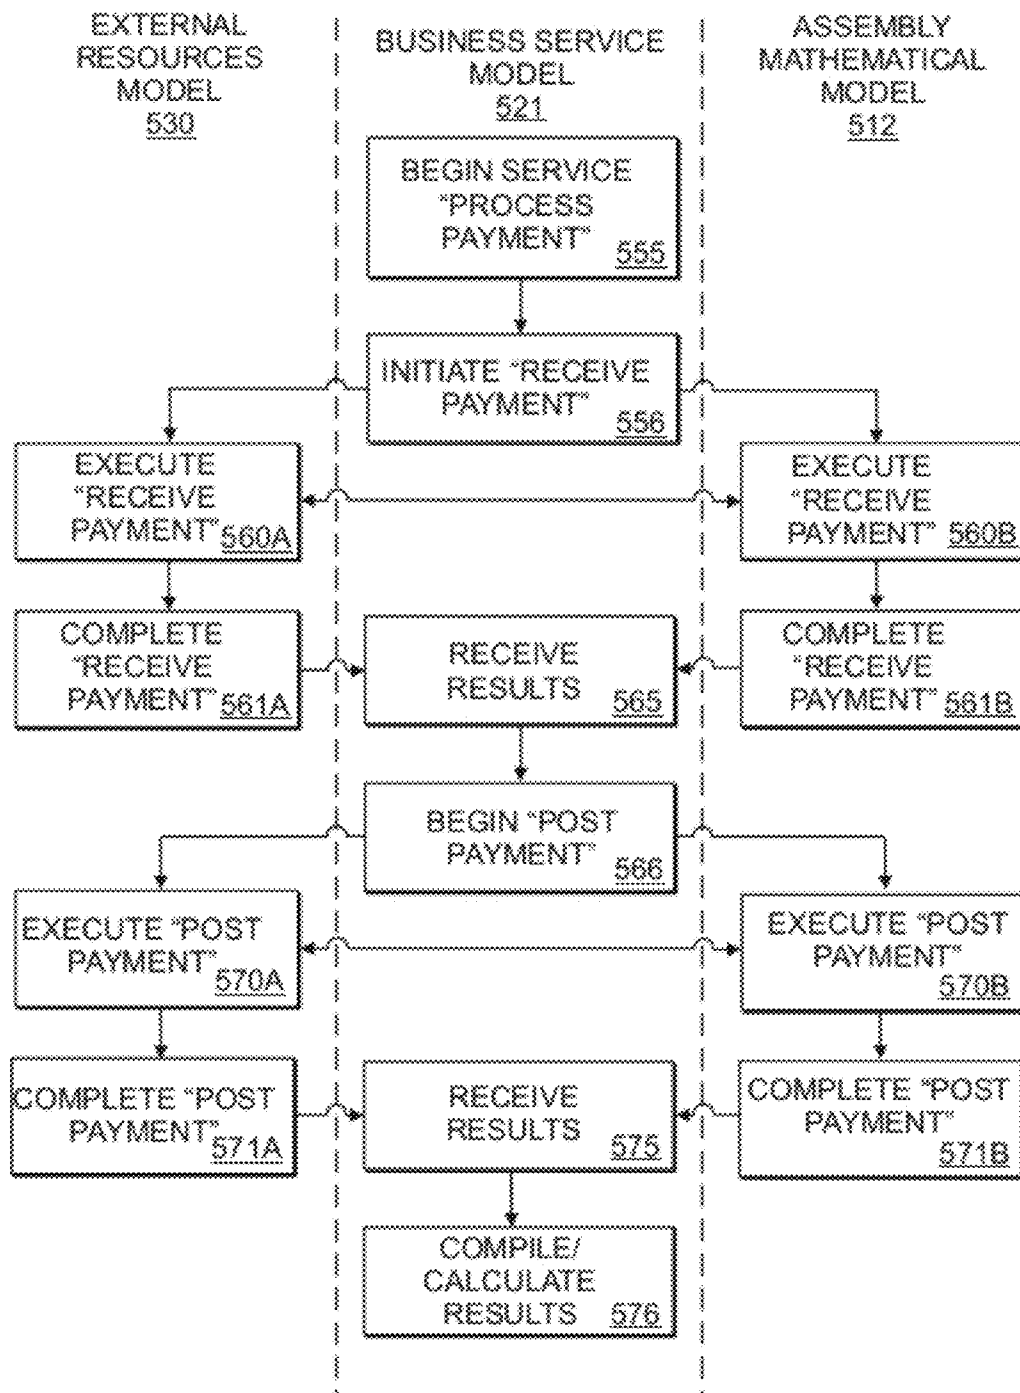 EXTERNAL
RESOURCES
MODEL
530
BUSINESS SERVICE
MODEL
521
ASSEMBLY
MATHEMATICAL
MODEL
512
BEGIN SERVICE
"PROCESS
PAYMENT"
555
INITIATE "RECEIVE
PAYMENT"
556
EXECUTE
"RECEIVE
PAYMENT"
560A
EXECUTE
"RECEIVE
PAYMENT"
560B
COMPLETE
"RECEIVE
PAYMENT"
561A
RECEIVE
RESULTS
565
COMPLETE
"RECEIVE
PAYMENT"
561B
BEGIN "POST
PAYMENT"
566
EXECUTE "POST
PAYMENT"
570A
EXECUTE "POST
PAYMENT"
570B
COMPLETE "POST
PAYMENT"
571A
RECEIVE
RESULTS
575
COMPLETE "POST
PAYMENT"
571B
COMPILE/
CALCULATE
RESULTS
576